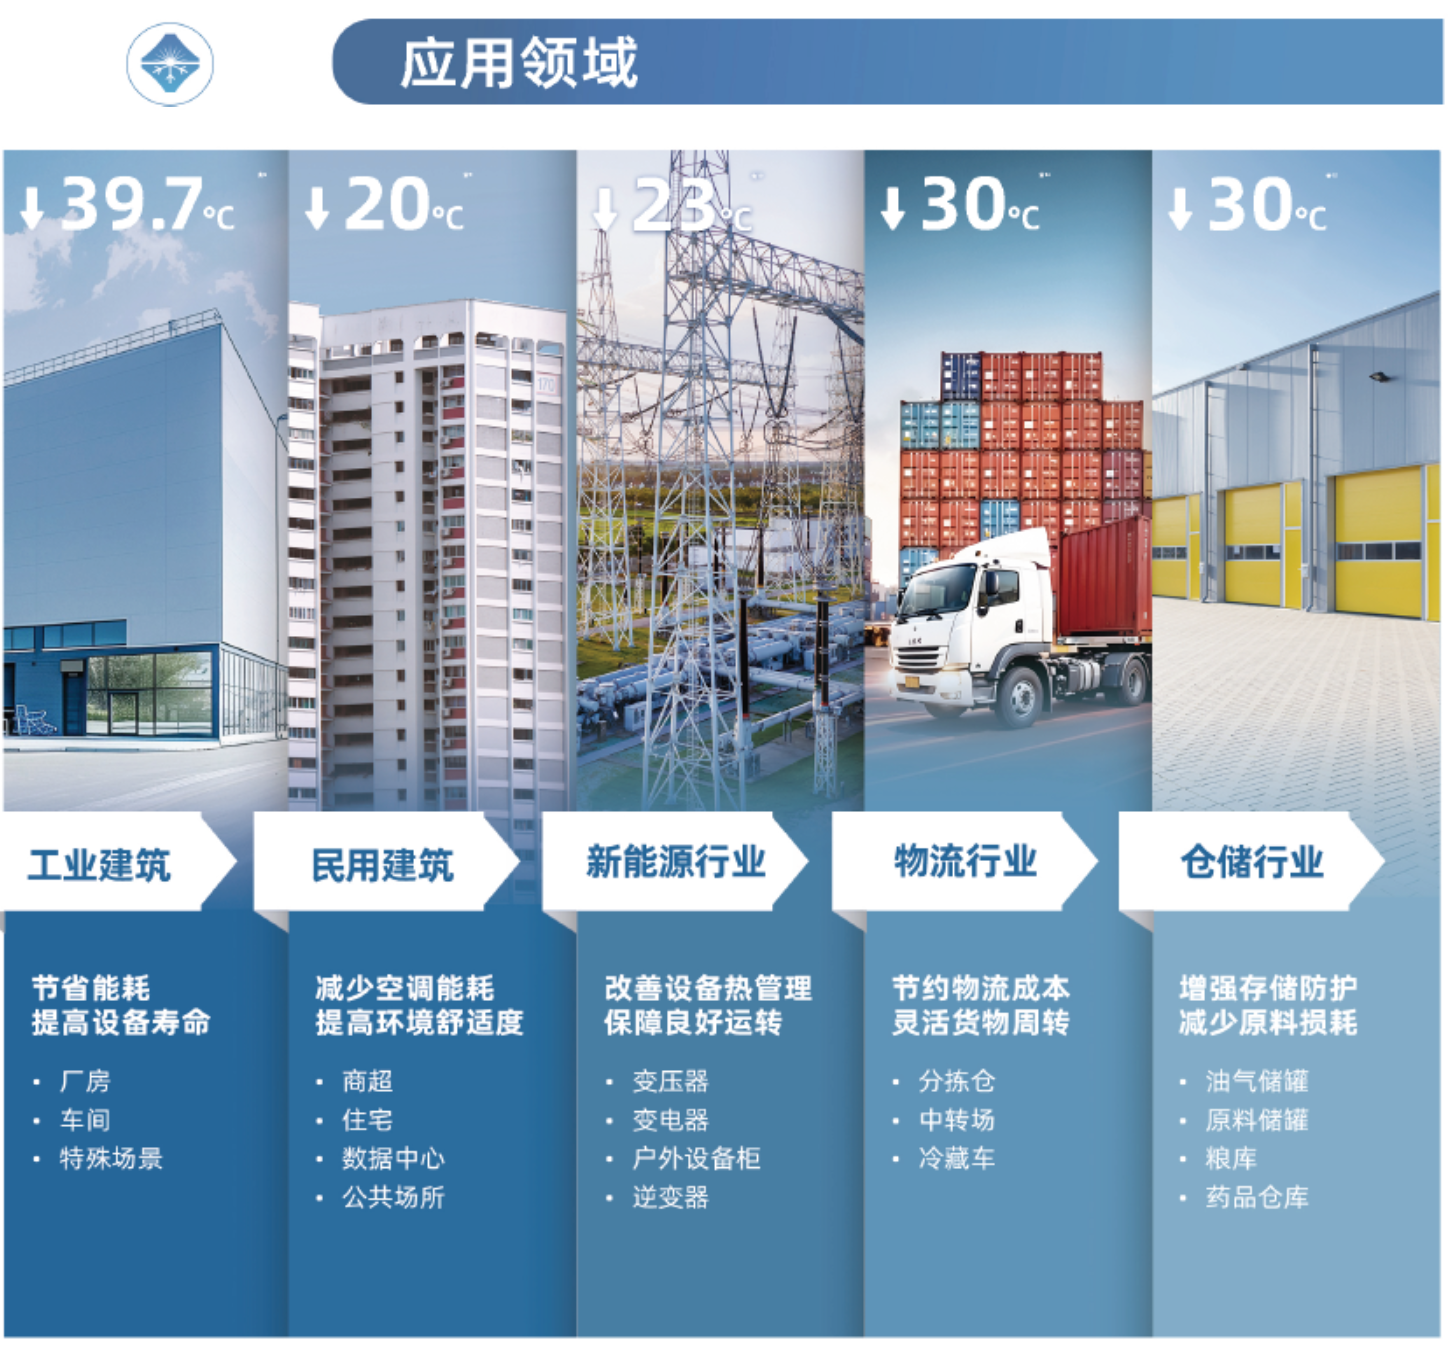 应用领域
↓39.7℃
↓20℃
↓23℃
↓30℃
↓30℃
170
工业建筑
民用建筑
新能源行业
物流行业
仓储行业
节省能耗
提高设备寿命
• 厂房
• 车间
• 特殊场景
减少空调能耗
提高环境舒适度
• 商超
• 住宅
• 数据中心
• 公共场所
改善设备热管理
保障良好运转
• 变压器
• 变电器
• 户外设备柜
• 逆变器
节约物流成本
灵活货物周转
• 分拣仓
• 中转场
• 冷藏车
增强存储防护
减少原料损耗
• 油气储罐
• 原料储罐
• 粮库
• 药品仓库